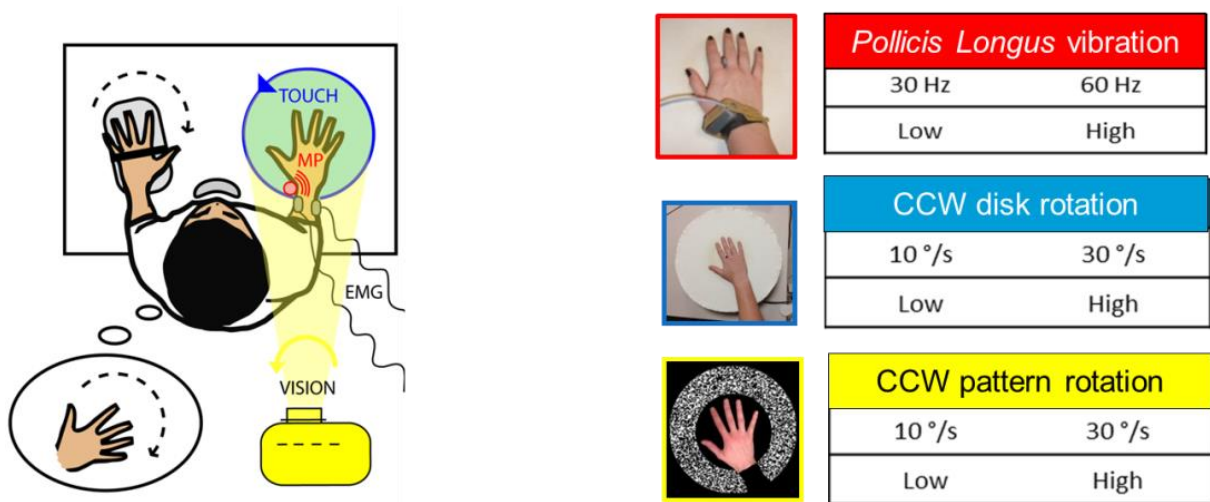 TOUCH
MP
EMG
VISION
Pollicis Longus vibration
30 Hz 60 Hz
Low High
CCW disk rotation
10 °/s 30 °/s
Low High
CCW pattern rotation
10 °/s 30 °/s
Low High